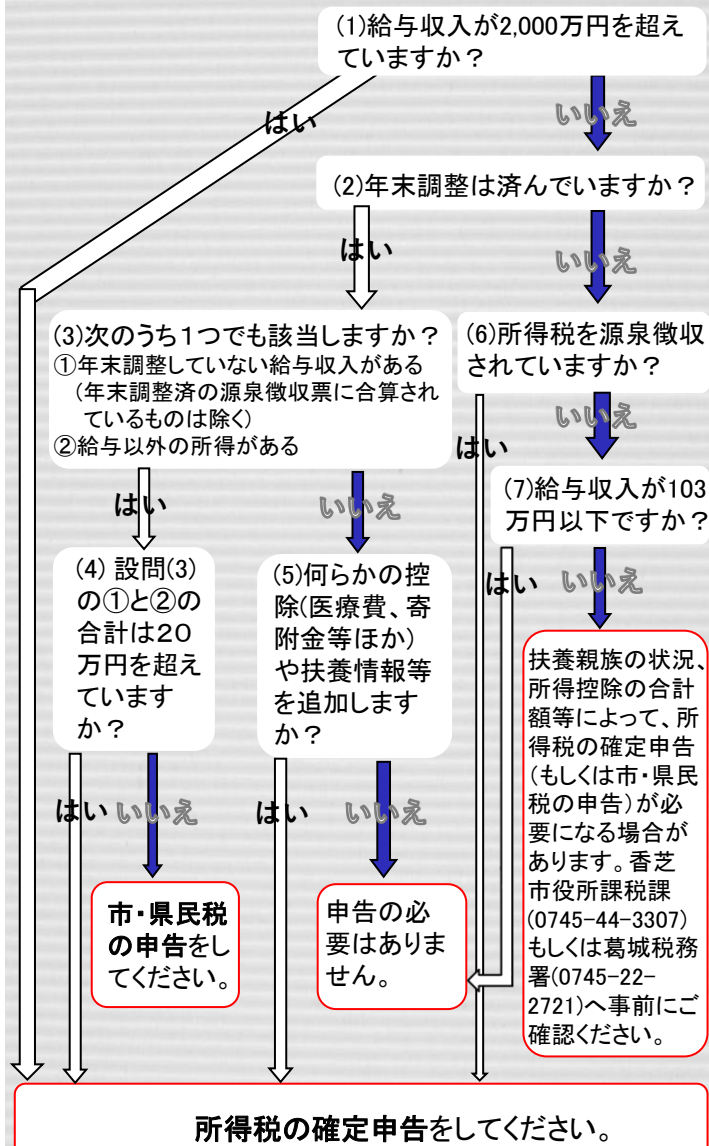 (1)給与収入が2,000万円を超え
ていますか？
はい
いいえ
(2)年末調整は済んでいますか？
はい
いいえ
(3)次のうち１つでも該当しますか？
①年末調整していない給与収入がある
（年末調整済の源泉徴収票に合算され
ているものは除く）
②給与以外の所得がある
(6)所得税を源泉徴収
されていますか？
いいえ
はい
はい
いいえ
(7)給与収入が103
万円以下ですか？
(4) 設問(3)
の①と②の
合計は２０
万円を超え
ています
か？
(5)何らかの控
除(医療費、寄
附金等ほか)
や扶養情報等
を追加します
か？
はい
いいえ
扶養親族の状況、
所得控除の合計
額等によって、所
得税の確定申告
(もしくは市・県民
税の申告)が必
要になる場合が
あります。香芝
市役所課税課
(0745-44-3307)
もしくは葛城税務
署(0745-22-
2721)へ事前にご
確認ください。
はい
いいえ
はい
いいえ
市・県民税
の申告をし
てください。
申告の必
要はありま
せん。
所得税の確定申告をしてください。